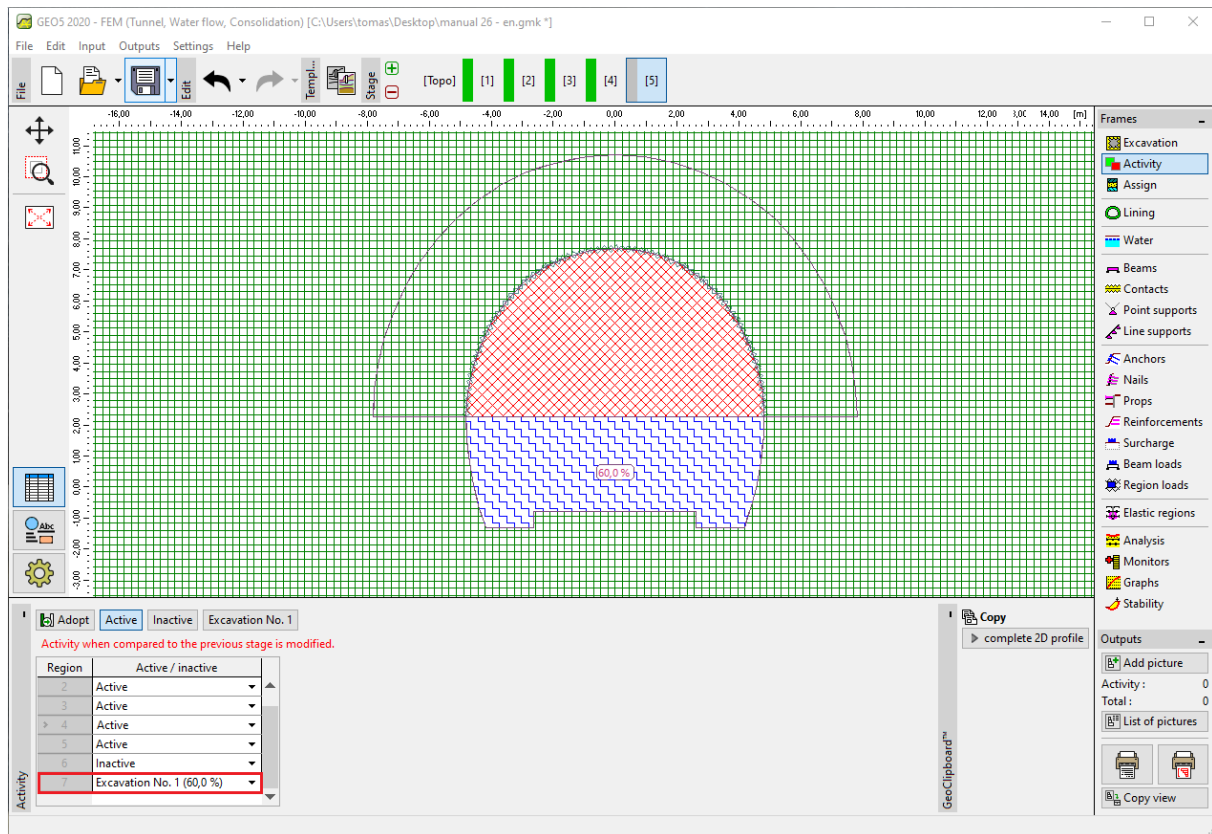 GEO5 2020 - FEM (Tunnel, Water flow, Consolidation) [C:\Users\tomas\Desktop\manual 26 - en.gmk *]
File Edit Input Outputs Settings Help
File
Edit
Templ...
Stage
[Topo] [1] [2] [3] [4] [5]
-16,00 -14,00 -12,00 -10,00 -8,00 -6,00 -4,00 -2,00 0,00 2,00 4,00 6,00 8,00 10,00 12,00 14,00 [m]
11,00
10,00
9,00
8,00
7,00
6,00
5,00
4,00
3,00
2,00
1,00
0,00
-1,00
-2,00
-3,00
60,0 %
Abc
Frames
Excavation
Activity
Assign
Lining
Water
Beams
Contacts
Point supports
Line supports
Anchors
Nails
Props
Reinforcements
Surcharge
Beam loads
Region loads
Elastic regions
Analysis
Monitors
Graphs
Stability
Outputs
Add picture
Activity : 0
Total : 0
List of pictures
Copy view
Activity
Adopt Active Inactive Excavation No. 1
Activity when compared to the previous stage is modified.
Region Active / inactive
2 Active
3 Active
> 4 Active
5 Active
6 Inactive
7 Excavation No. 1 (60,0 %)
GeoClipboard™
Copy
complete 2D profile